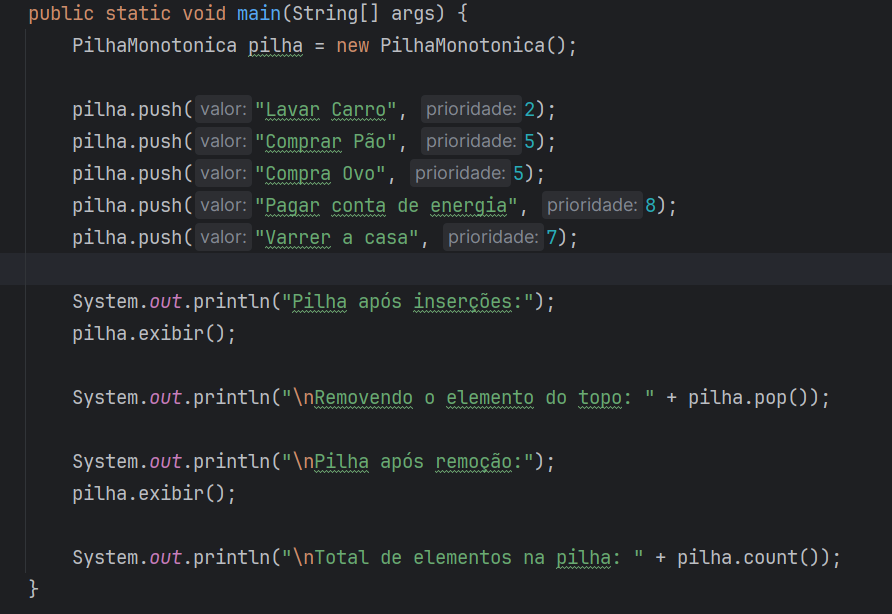 public static void main(String[] args) {
PilhaMonotonica pilha = new PilhaMonotonica();
pilha.push( valor: "Lavar Carro", prioridade: 2);
pilha.push( valor: "Comprar Pão", prioridade: 5);
pilha.push( valor: "Compra Ovo", prioridade: 5);
pilha.push( valor: "Pagar conta de energia", prioridade: 8);
pilha.push( valor: "Varrer a casa", prioridade: 7);
System.out.println("Pilha após inserções:");
pilha.exibir();
System.out.println("\nRemovendo o elemento do topo: " + pilha.pop());
System.out.println("\nPilha após remoção:");
pilha.exibir();
System.out.println("\nTotal de elementos na pilha: " + pilha.count());
}